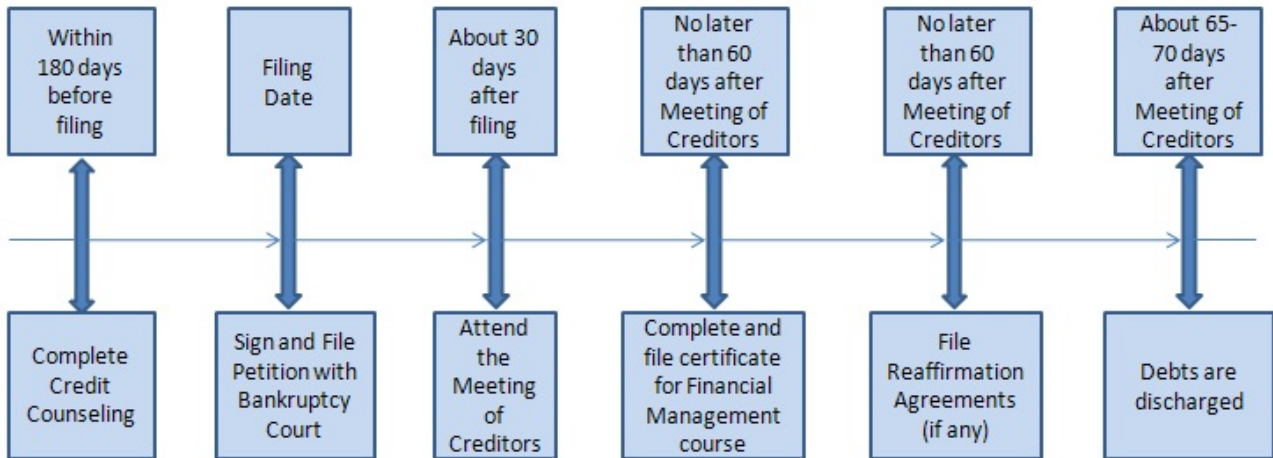 Within
180 days
before
filing
Filing
Date
About 30
days
after
filing
No later
than 60
days after
Meeting of
Creditors
No later
than 60
days after
Meeting of
Creditors
About 65-
70 days
after
Meeting of
Creditors
Complete
Credit
Counseling
Sign and File
Petition with
Bankruptcy
Court
Attend
the
Meeting
of
Creditors
Complete and
file certificate
for Financial
Management
course
File
Reaffirmation
Agreements
(if any)
Debts are
discharged